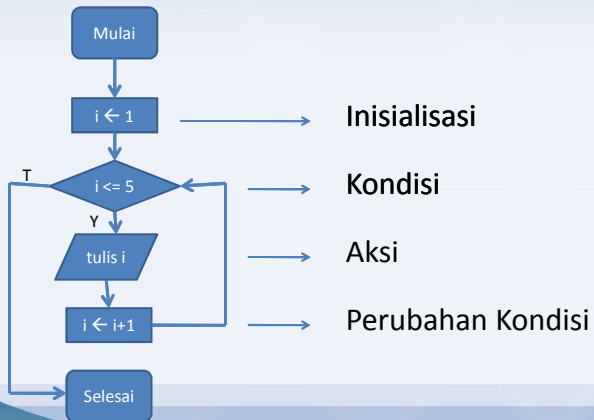 Mulai
i ← 1
Inisialisasi
T
i <= 5
Kondisi
Y
tulis i
Aksi
i ← i+1
Perubahan Kondisi
Selesai